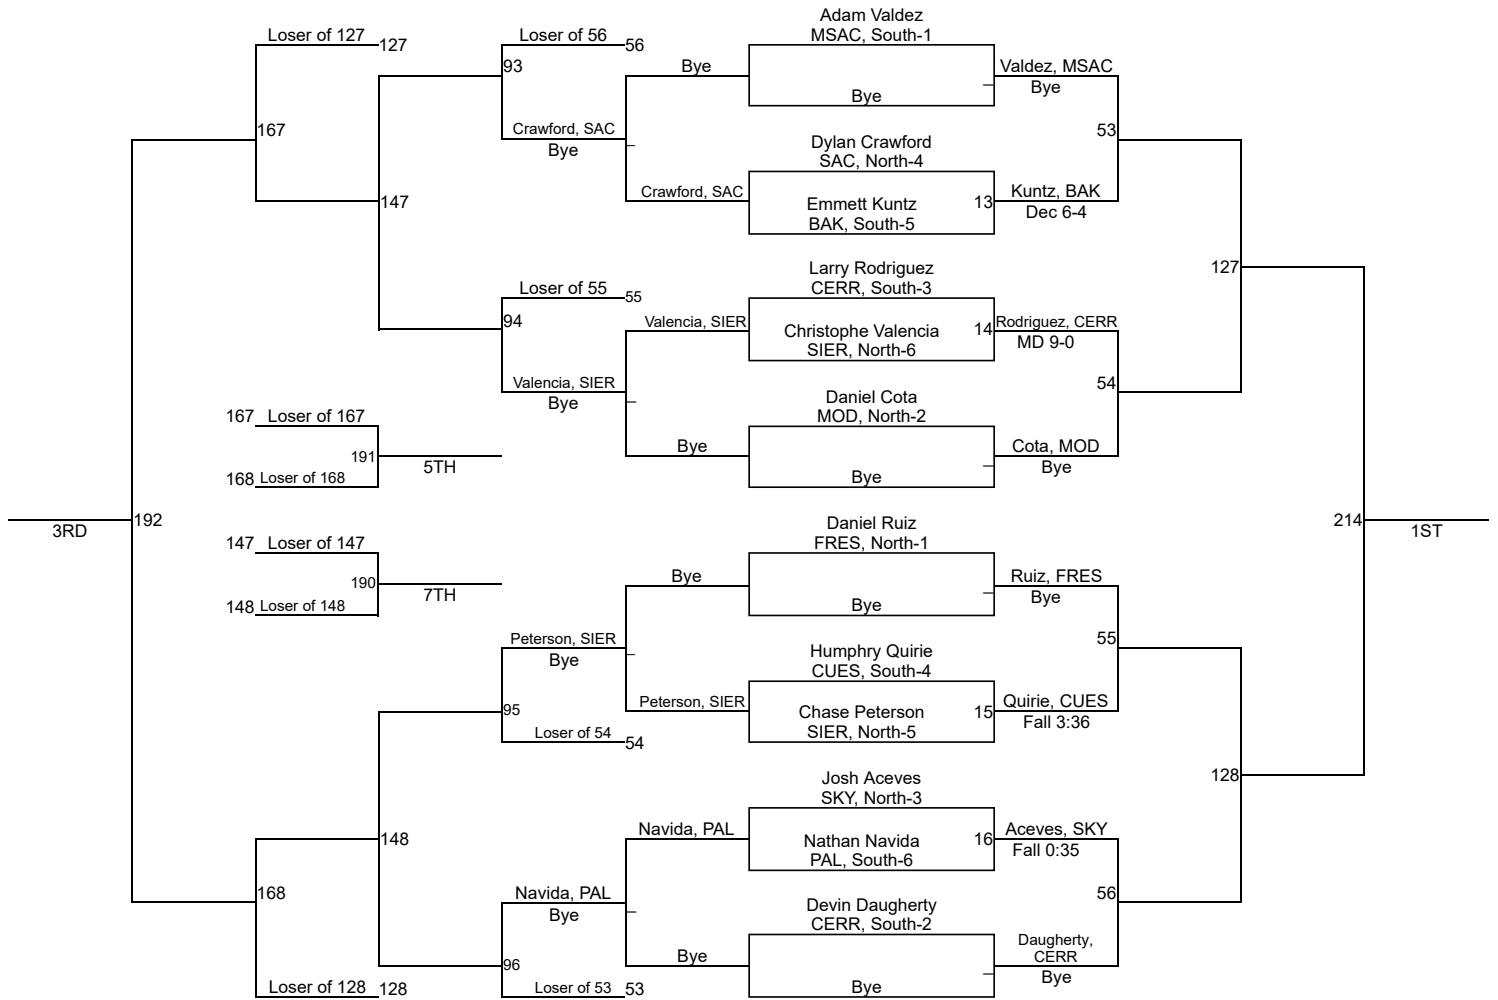 Adam Valdez
MSAC, South-1
Loser of 127
127
Loser of 56
56
93
Bye
Bye
Valdez, MSAC
Bye
167
Crawford, SAC
Bye
53
Dylan Crawford
SAC, North-4
Crawford, SAC
Emmett Kuntz
BAK, South-5
13
Kuntz, BAK
Dec 6-4
147
127
Larry Rodriguez
CERR, South-3
Loser of 55
55
94
Valencia, SIER
Christophe Valencia
SIER, North-6
14
Rodriguez, CERR
MD 9-0
Valencia, SIER
Bye
54
Daniel Cota
MOD, North-2
167
Loser of 167
191
5TH
168
Loser of 168
Bye
Bye
Cota, MOD
Bye
3RD
192
214
1ST
Daniel Ruiz
FRES, North-1
147
Loser of 147
190
7TH
148
Loser of 148
Bye
Bye
Ruiz, FRES
Bye
Peterson, SIER
Bye
55
Humphry Quirie
CUES, South-4
Peterson, SIER
Chase Peterson
SIER, North-5
15
Quirie, CUES
Fall 3:36
95
Loser of 54
54
128
Josh Aceves
SKY, North-3
148
Navida, PAL
Nathan Navida
PAL, South-6
16
Aceves, SKY
Fall 0:35
168
Navida, PAL
Bye
56
Devin Daugherty
CERR, South-2
96
Bye
Bye
Daugherty,
CERR
Bye
Loser of 128
128
Loser of 53
53